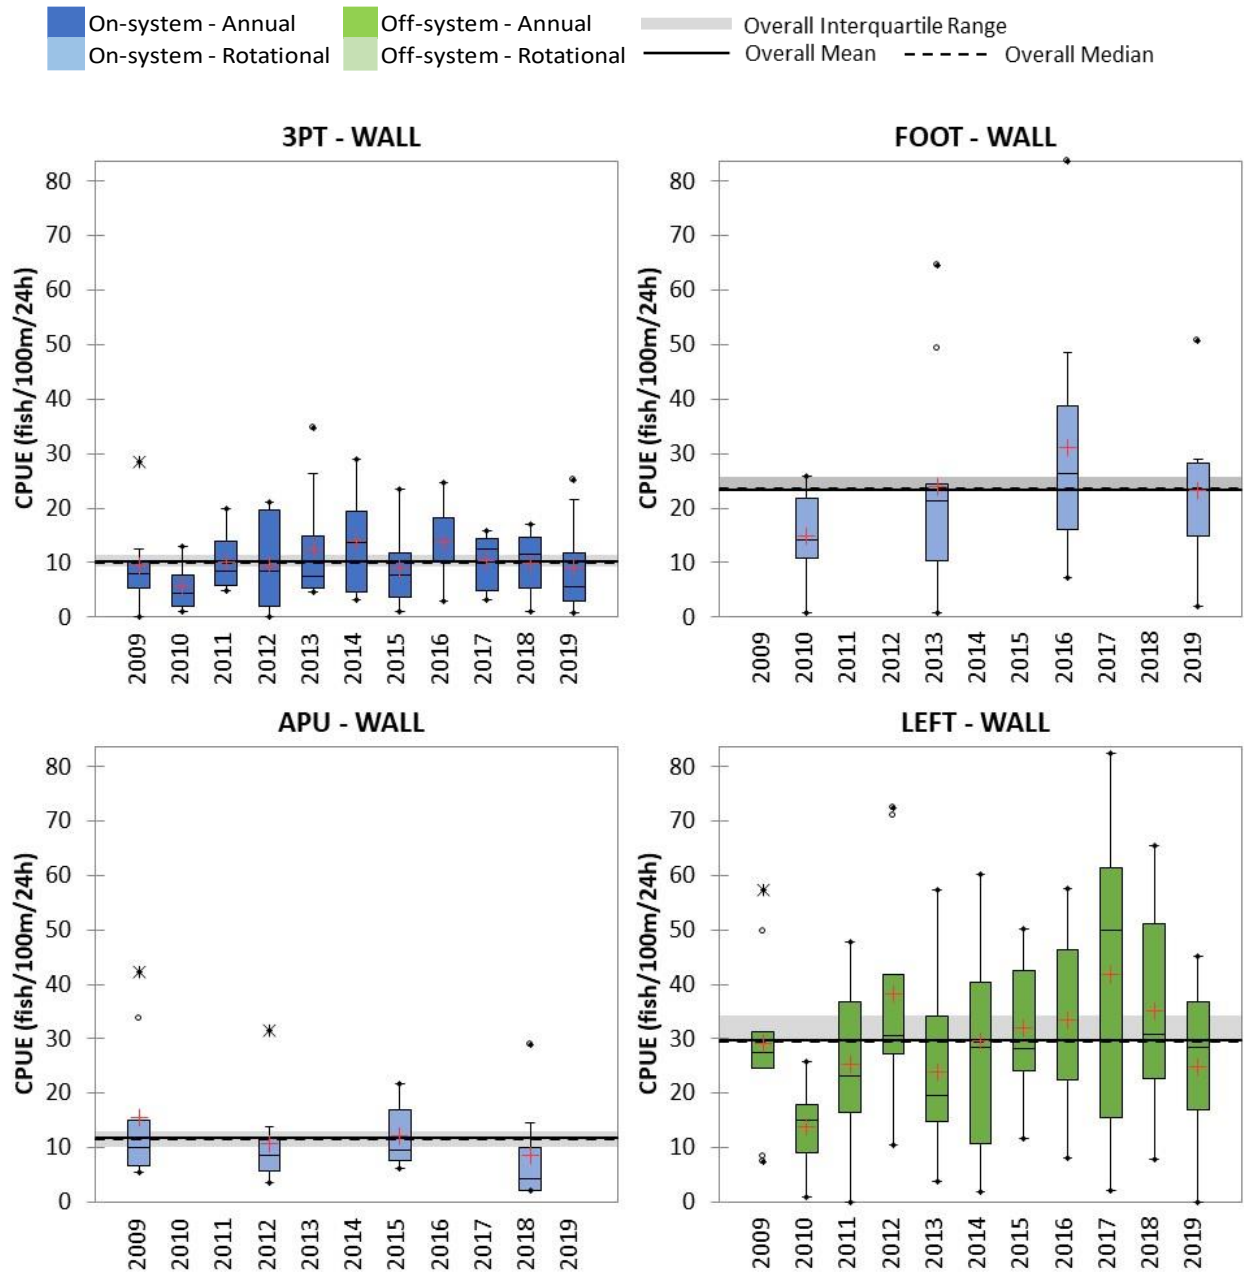 On-system - Annual Off-system - Annual Overall Interquartile Range
On-system - Rotational Off-system - Rotational Overall Mean Overall Median
3PT - WALL
CPUE (fish/100m/24h)
80
70
60
50
40
30
20
10
0
2009 2010 2011 2012 2013 2014 2015 2016 2017 2018 2019
FOOT - WALL
CPUE (fish/100m/24h)
80
70
60
50
40
30
20
10
0
2009 2010 2011 2012 2013 2014 2015 2016 2017 2018 2019
APU - WALL
CPUE (fish/100m/24h)
80
70
60
50
40
30
20
10
0
2009 2010 2011 2012 2013 2014 2015 2016 2017 2018 2019
LEFT - WALL
CPUE (fish/100m/24h)
80
70
60
50
40
30
20
10
0
2009 2010 2011 2012 2013 2014 2015 2016 2017 2018 2019